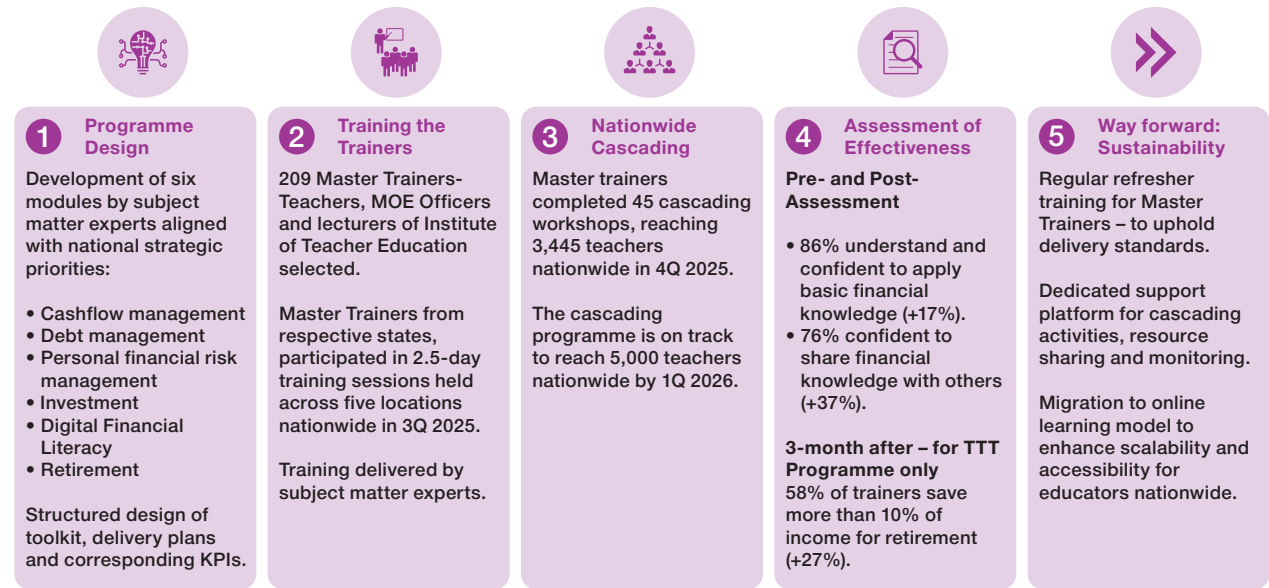 1
Programme
Design
Development of six
modules by subject
matter experts aligned
with national strategic
priorities:
• Cashflow management
• Debt management
• Personal financial risk
management
• Investment
• Digital Financial
Literacy
• Retirement
Structured design of
toolkit, delivery plans
and corresponding KPIs.
2
Training the
Trainers
209 Master Trainers-
Teachers, MOE Officers
and lecturers of Institute
of Teacher Education
selected.
Master Trainers from
respective states,
participated in 2.5-day
training sessions held
across five locations
nationwide in 3Q 2025.
Training delivered by
subject matter experts.
3
Nationwide
Cascading
Master trainers
completed 45 cascading
workshops, reaching
3,445 teachers
nationwide in 4Q 2025.
The cascading
programme is on track
to reach 5,000 teachers
nationwide by 1Q 2026.
4
Assessment of
Effectiveness
Pre- and Post-
Assessment
• 86% understand and
confident to apply
basic financial
knowledge (+17%).
• 76% confident to
share financial
knowledge with others
(+37%).
3-month after – for TTT
Programme only
58% of trainers save
more than 10% of
income for retirement
(+27%).
5
Way forward:
Sustainability
Regular refresher
training for Master
Trainers – to uphold
delivery standards.
Dedicated support
platform for cascading
activities, resource
sharing and monitoring.
Migration to online
learning model to
enhance scalability and
accessibility for
educators nationwide.